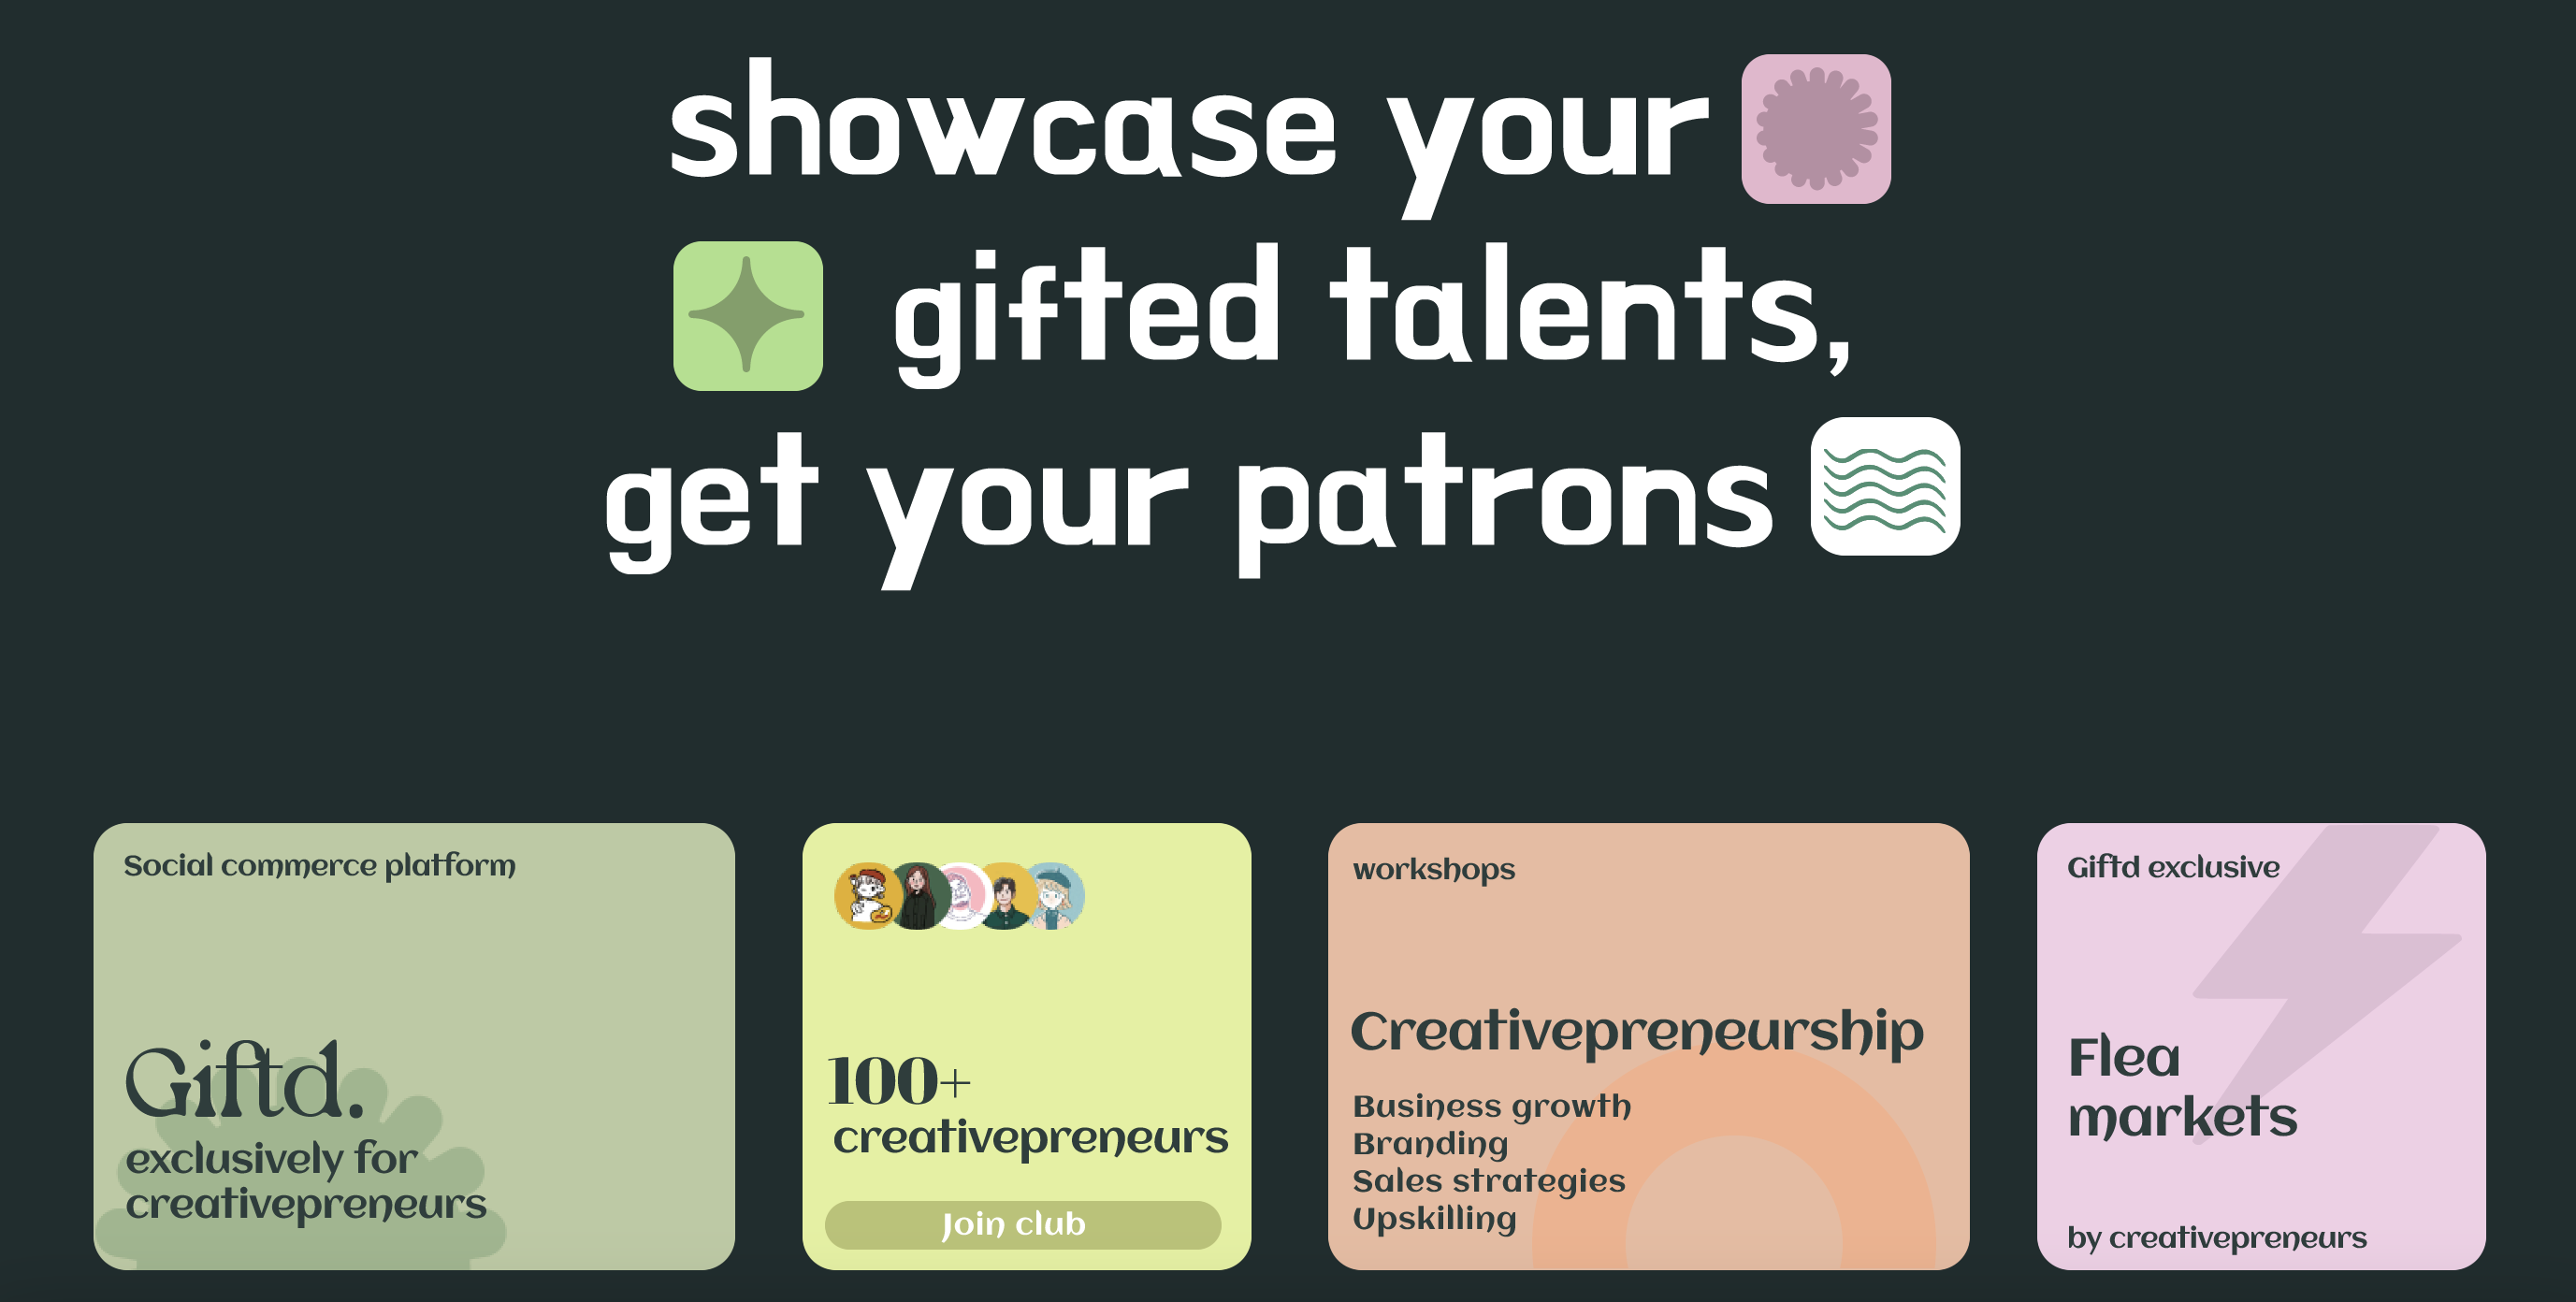 showcase your
gifted talents,
get your patrons
Social commerce platform
Giftd.
exclusively for
creativepreneurs
100+
creativepreneurs
Join club
workshops
Creativepreneurship
Business growth
Branding
Sales strategies
Upskilling
Giftd exclusive
Flea
markets
by creativepreneurs